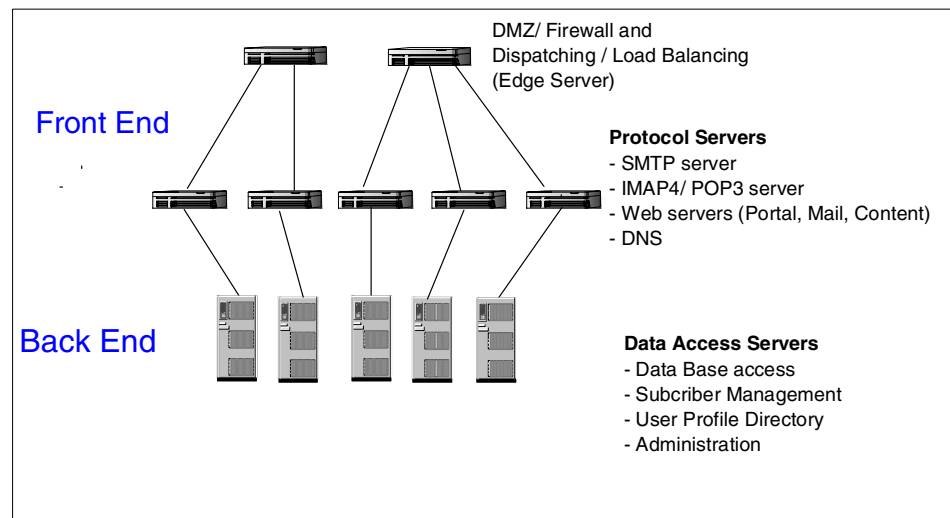 DMZ/ Firewall and
Dispatching / Load Balancing
(Edge Server)
Front End
Protocol Servers
- SMTP server
- IMAP4/ POP3 server
- Web servers (Portal, Mail, Content)
- DNS
Back End
Data Access Servers
- Data Base access
- Subcriber Management
- User Profile Directory
- Administration